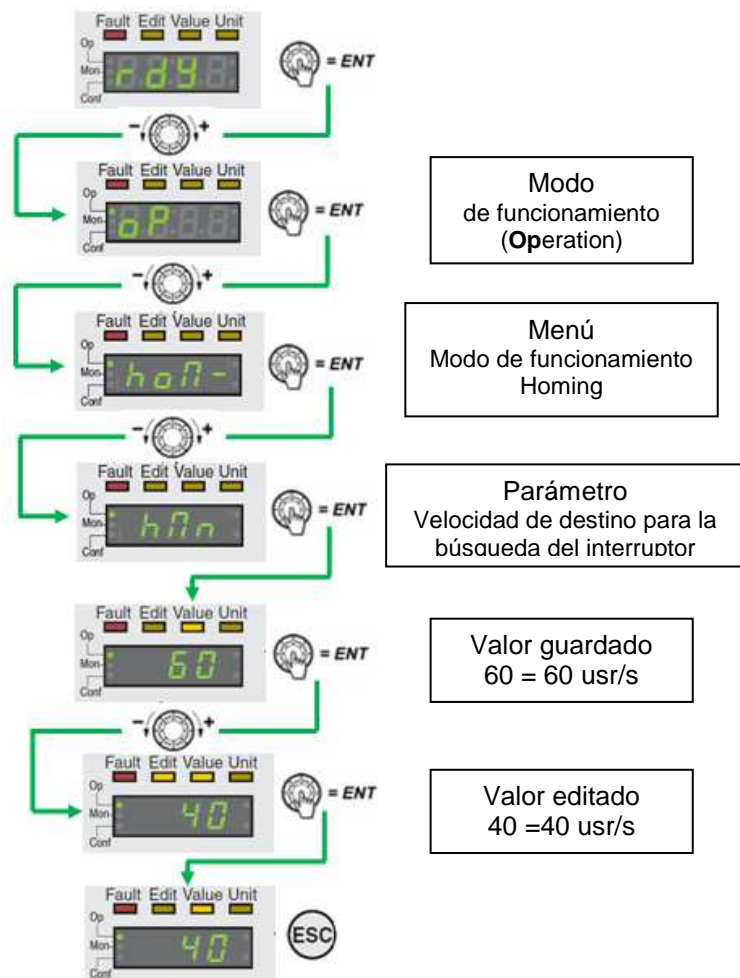 Fault Edit Value Unit
Op
Mon
Conf
rdy
= ENT
- +
Fault Edit Value Unit
Op
Mon
Conf
oP
= ENT
Modo
de funcionamiento
(Operation)
- +
Fault Edit Value Unit
Op
Mon
Conf
hoM-
= ENT
Menú
Modo de funcionamiento
Homing
- +
Fault Edit Value Unit
Op
Mon
Conf
hMn
= ENT
Parámetro
Velocidad de destino para la
búsqueda del interruptor
Fault Edit Value Unit
Op
Mon
Conf
60
= ENT
Valor guardado
60 = 60 usr/s
- +
Fault Edit Value Unit
Op
Mon
Conf
40
= ENT
Valor editado
40 =40 usr/s
Fault Edit Value Unit
Op
Mon
Conf
40
ESC